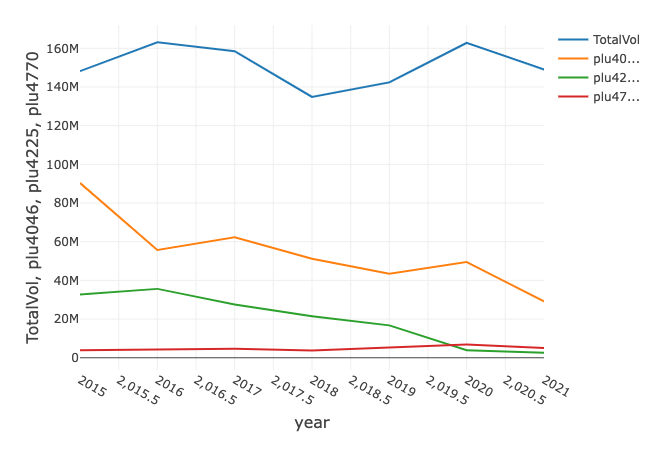 TotalVol, plu4046, plu4225, plu4770
160M
140M
120M
100M
80M
60M
40M
20M
0
2015
2,015.5
2016
2,016.5
2017
2,017.5
2018
2,018.5
2019
2,019.5
2020
2,020.5
2021
year
TotalVol
plu40...
plu42...
plu47...